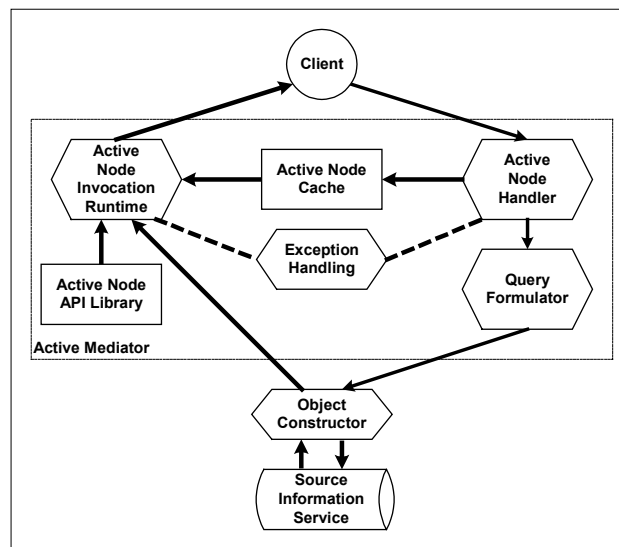 Client
Active
Node
Invocation
Runtime
Active Node
Cache
Active
Node
Handler
Exception
Handling
Active Node
API Library
Query
Formulator
Active Mediator
Object
Constructor
Source
Information
Service